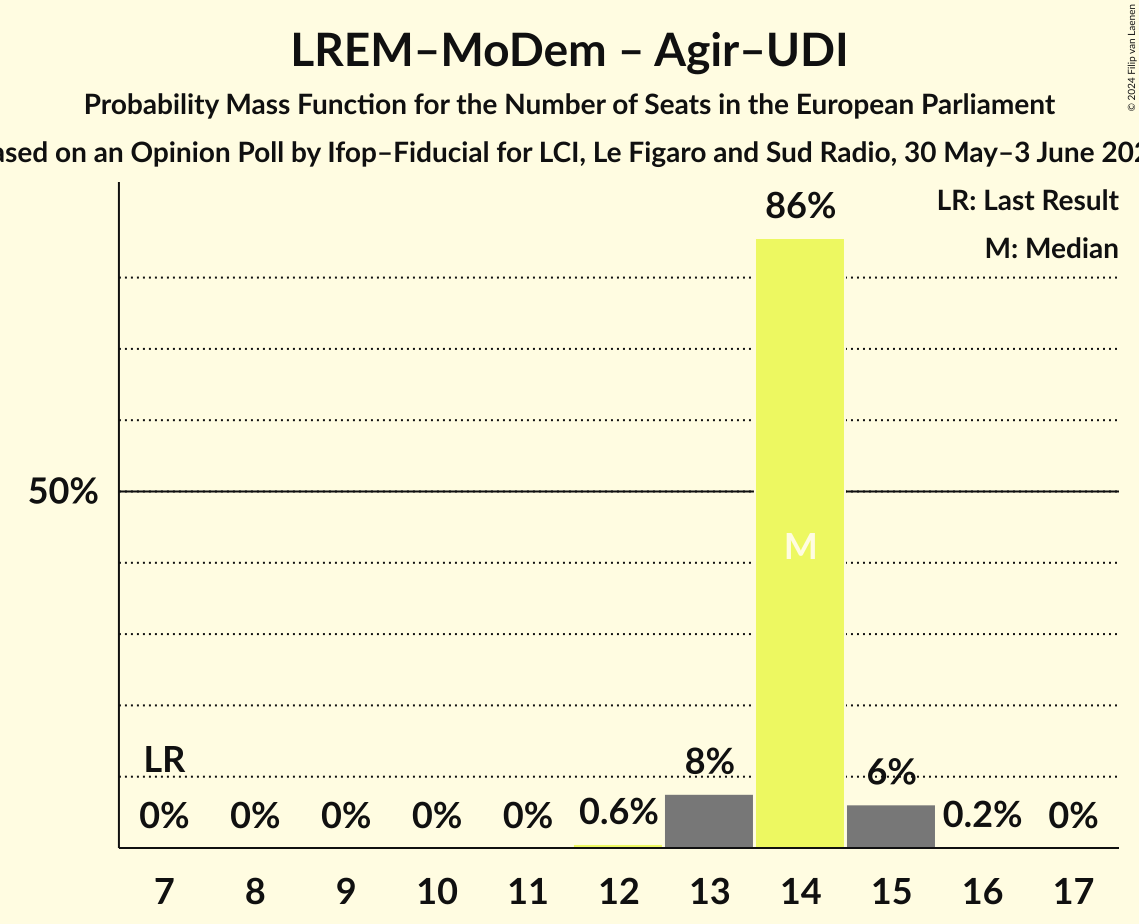 LREM–MoDem – Agir–UDI
Probability Mass Function for the Number of Seats in the European Parliament
on an Opinion Poll by Ifop–Fiducial for LCI, Le Figaro and Sud Radio, 30 May–3 June
© 2024 Filip van Laenen
LR: Last Result
M: Median
86%
50%
M
LR
8%
6%
0% 0% 0% 0% 0% 0.6% 0.2% 0%
7 8 9 10 11 12 13 14 15 16 17